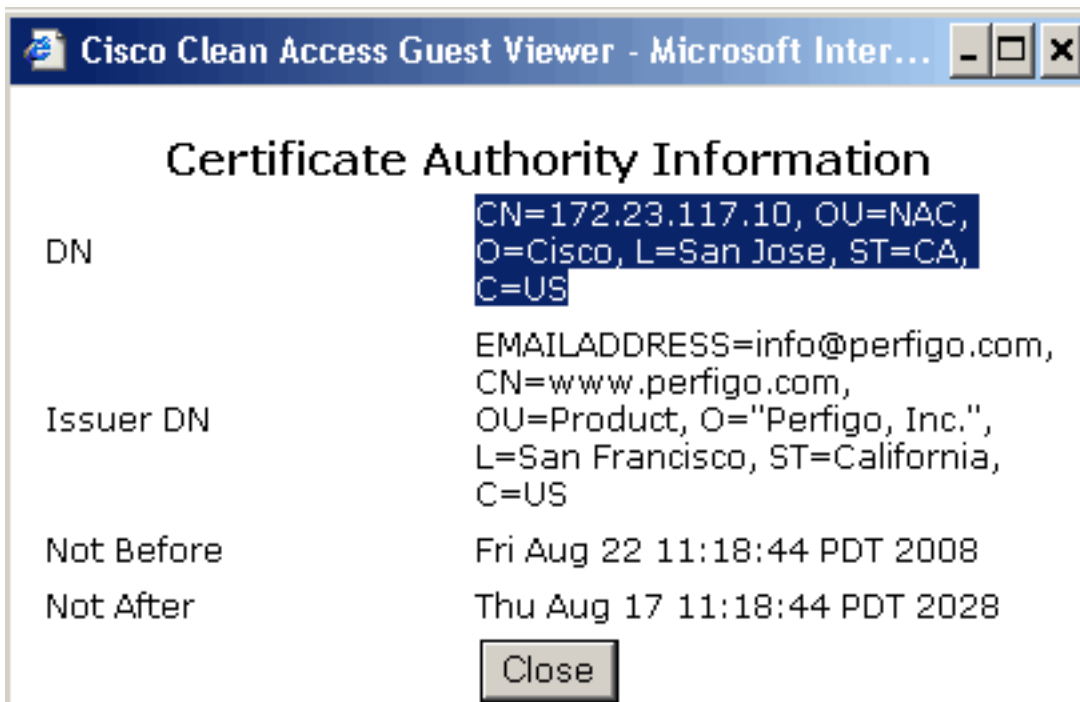 Cisco Clean Access Guest Viewer - Microsoft Inter...
Certificate Authority Information
DN
CN=172.23.117.10, OU=NAC,
O=Cisco, L=San Jose, ST=CA,
C=US
Issuer DN
EMAILADDRESS=info@perfigo.com,
CN=www.perfigo.com,
OU=Product, O="Perfigo, Inc.",
L=San Francisco, ST=California,
C=US
Not Before Fri Aug 22 11:18:44 PDT 2008
Not After Thu Aug 17 11:18:44 PDT 2028
Close